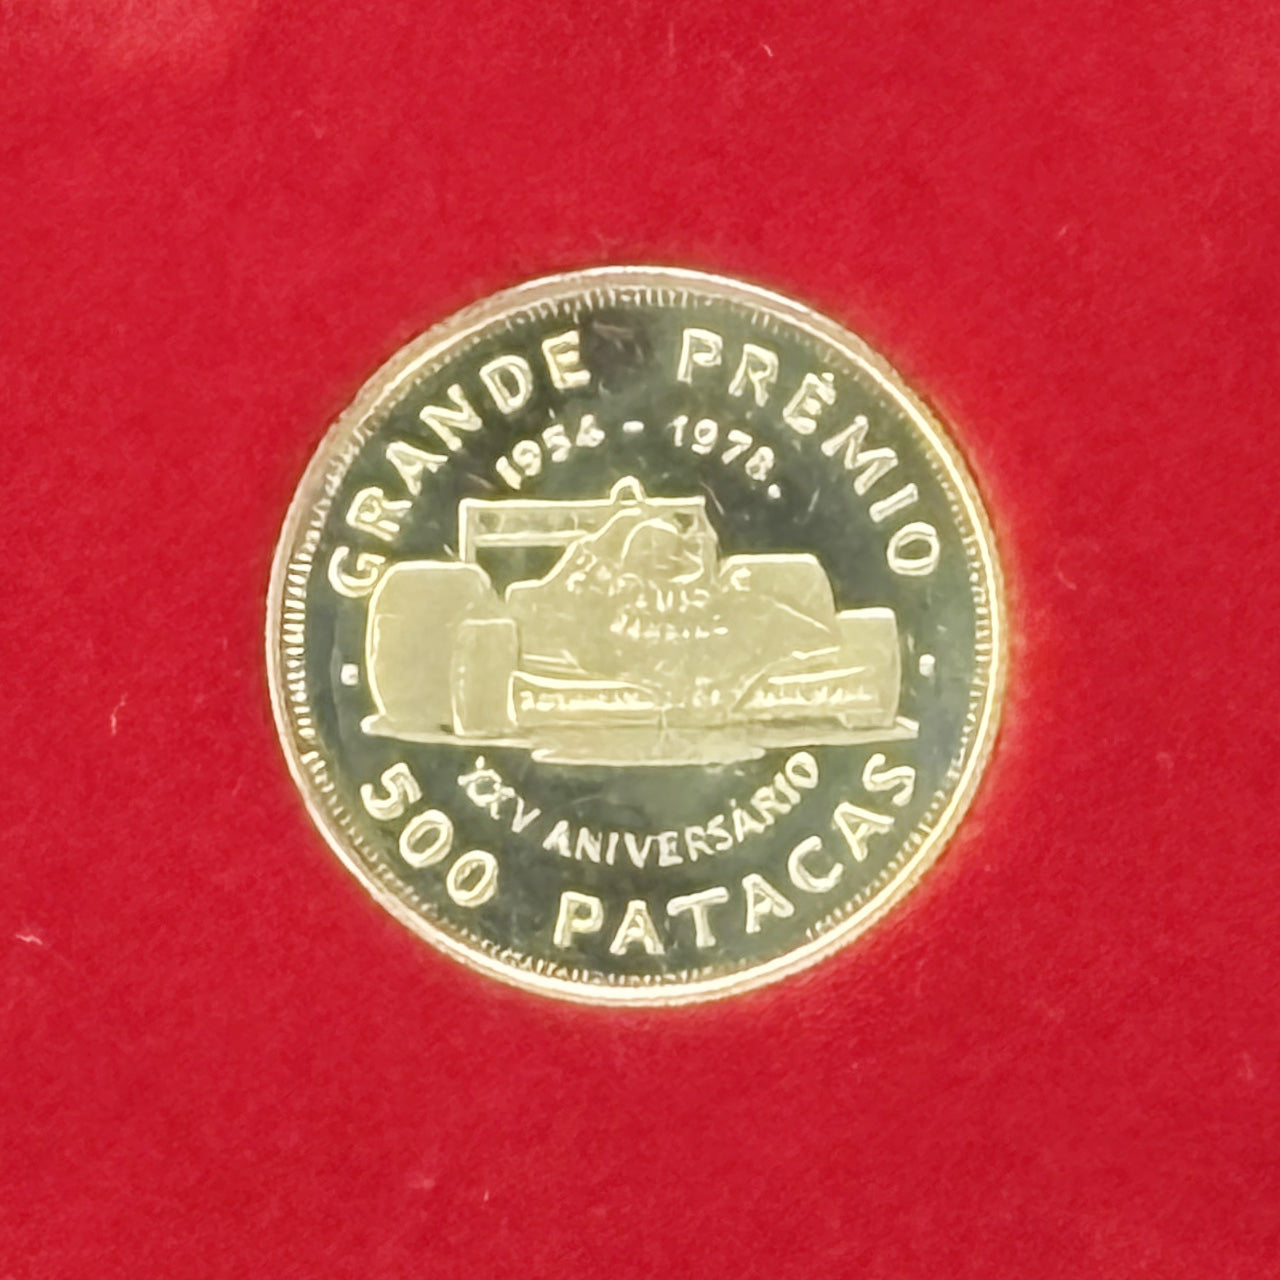 GRANDE PRÉMIO
1954 - 1978.
XXV ANIVERSÁRIO
500 PATACAS